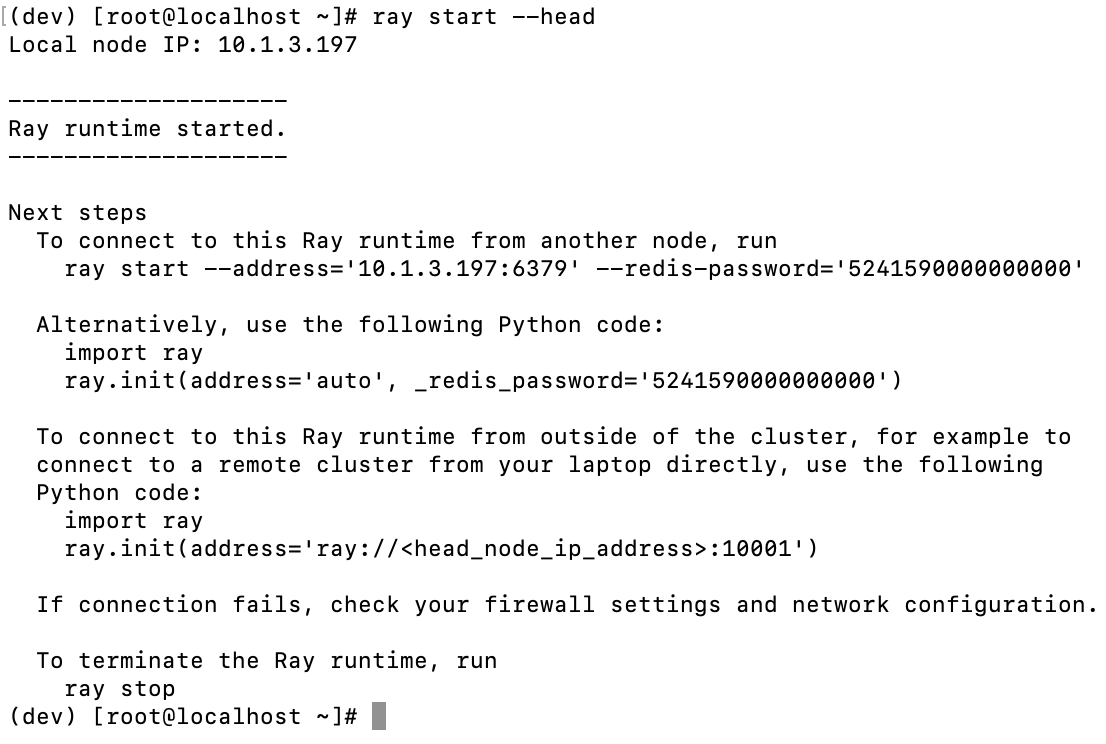 [(dev) [root@localhost ~]# ray start --head
Local node IP: 10.1.3.197
--------------------
Ray runtime started.
--------------------
Next steps
  To connect to this Ray runtime from another node, run
    ray start --address='10.1.3.197:6379' --redis-password='5241590000000000'
  Alternatively, use the following Python code:
    import ray
    ray.init(address='auto', _redis_password='5241590000000000')
  To connect to this Ray runtime from outside of the cluster, for example to
  connect to a remote cluster from your laptop directly, use the following
  Python code:
    import ray
    ray.init(address='ray://<head_node_ip_address>:10001')
  If connection fails, check your firewall settings and network configuration.
  To terminate the Ray runtime, run
    ray stop
(dev) [root@localhost ~]#